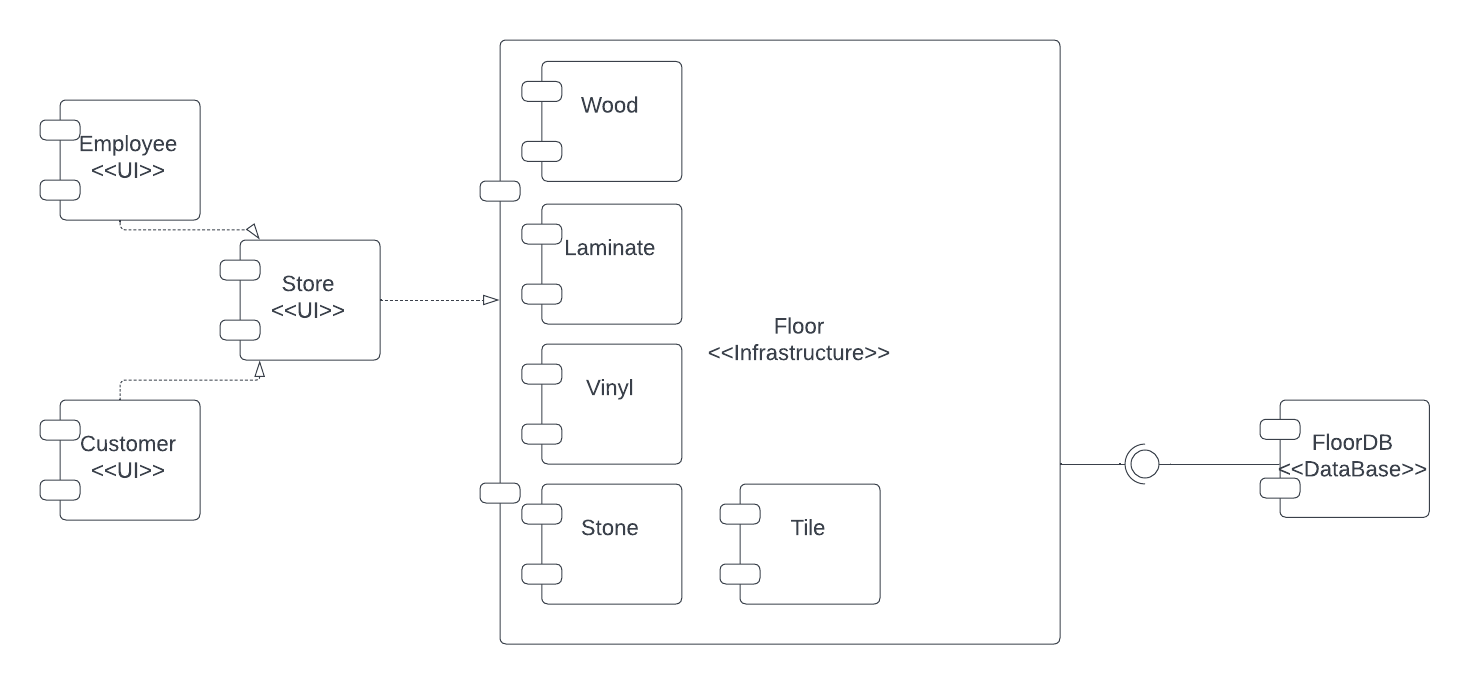 Employee
<<UI>>
Store
<<UI>>
Customer
<<UI>>
Wood
Laminate
Vinyl
Stone
Tile
Floor
<<Infrastructure>>
FloorDB
<<DataBase>>